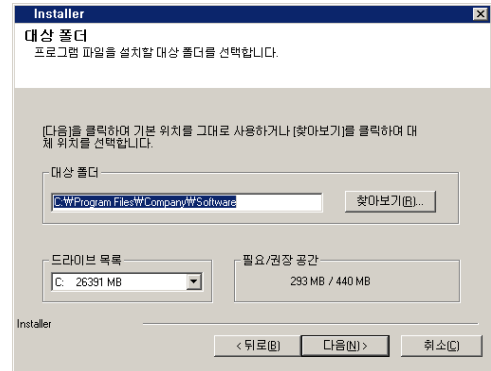 Installer
대상 폴더
프로그램 파일을 설치할 대상 폴더를 선택합니다.
[다음]을 클릭하여 기본 위치를 그대로 사용하거나 [찾아보기]를 클릭하여 대
체 위치를 선택합니다.
대상 폴더
C:₩Program Files₩Company₩Software
찾아보기(R)...
드라이브 목록
C: 26391 MB
필요/권장 공간
293 MB / 440 MB
Installer
< 뒤로(B)
다음(N) >
취소(C)